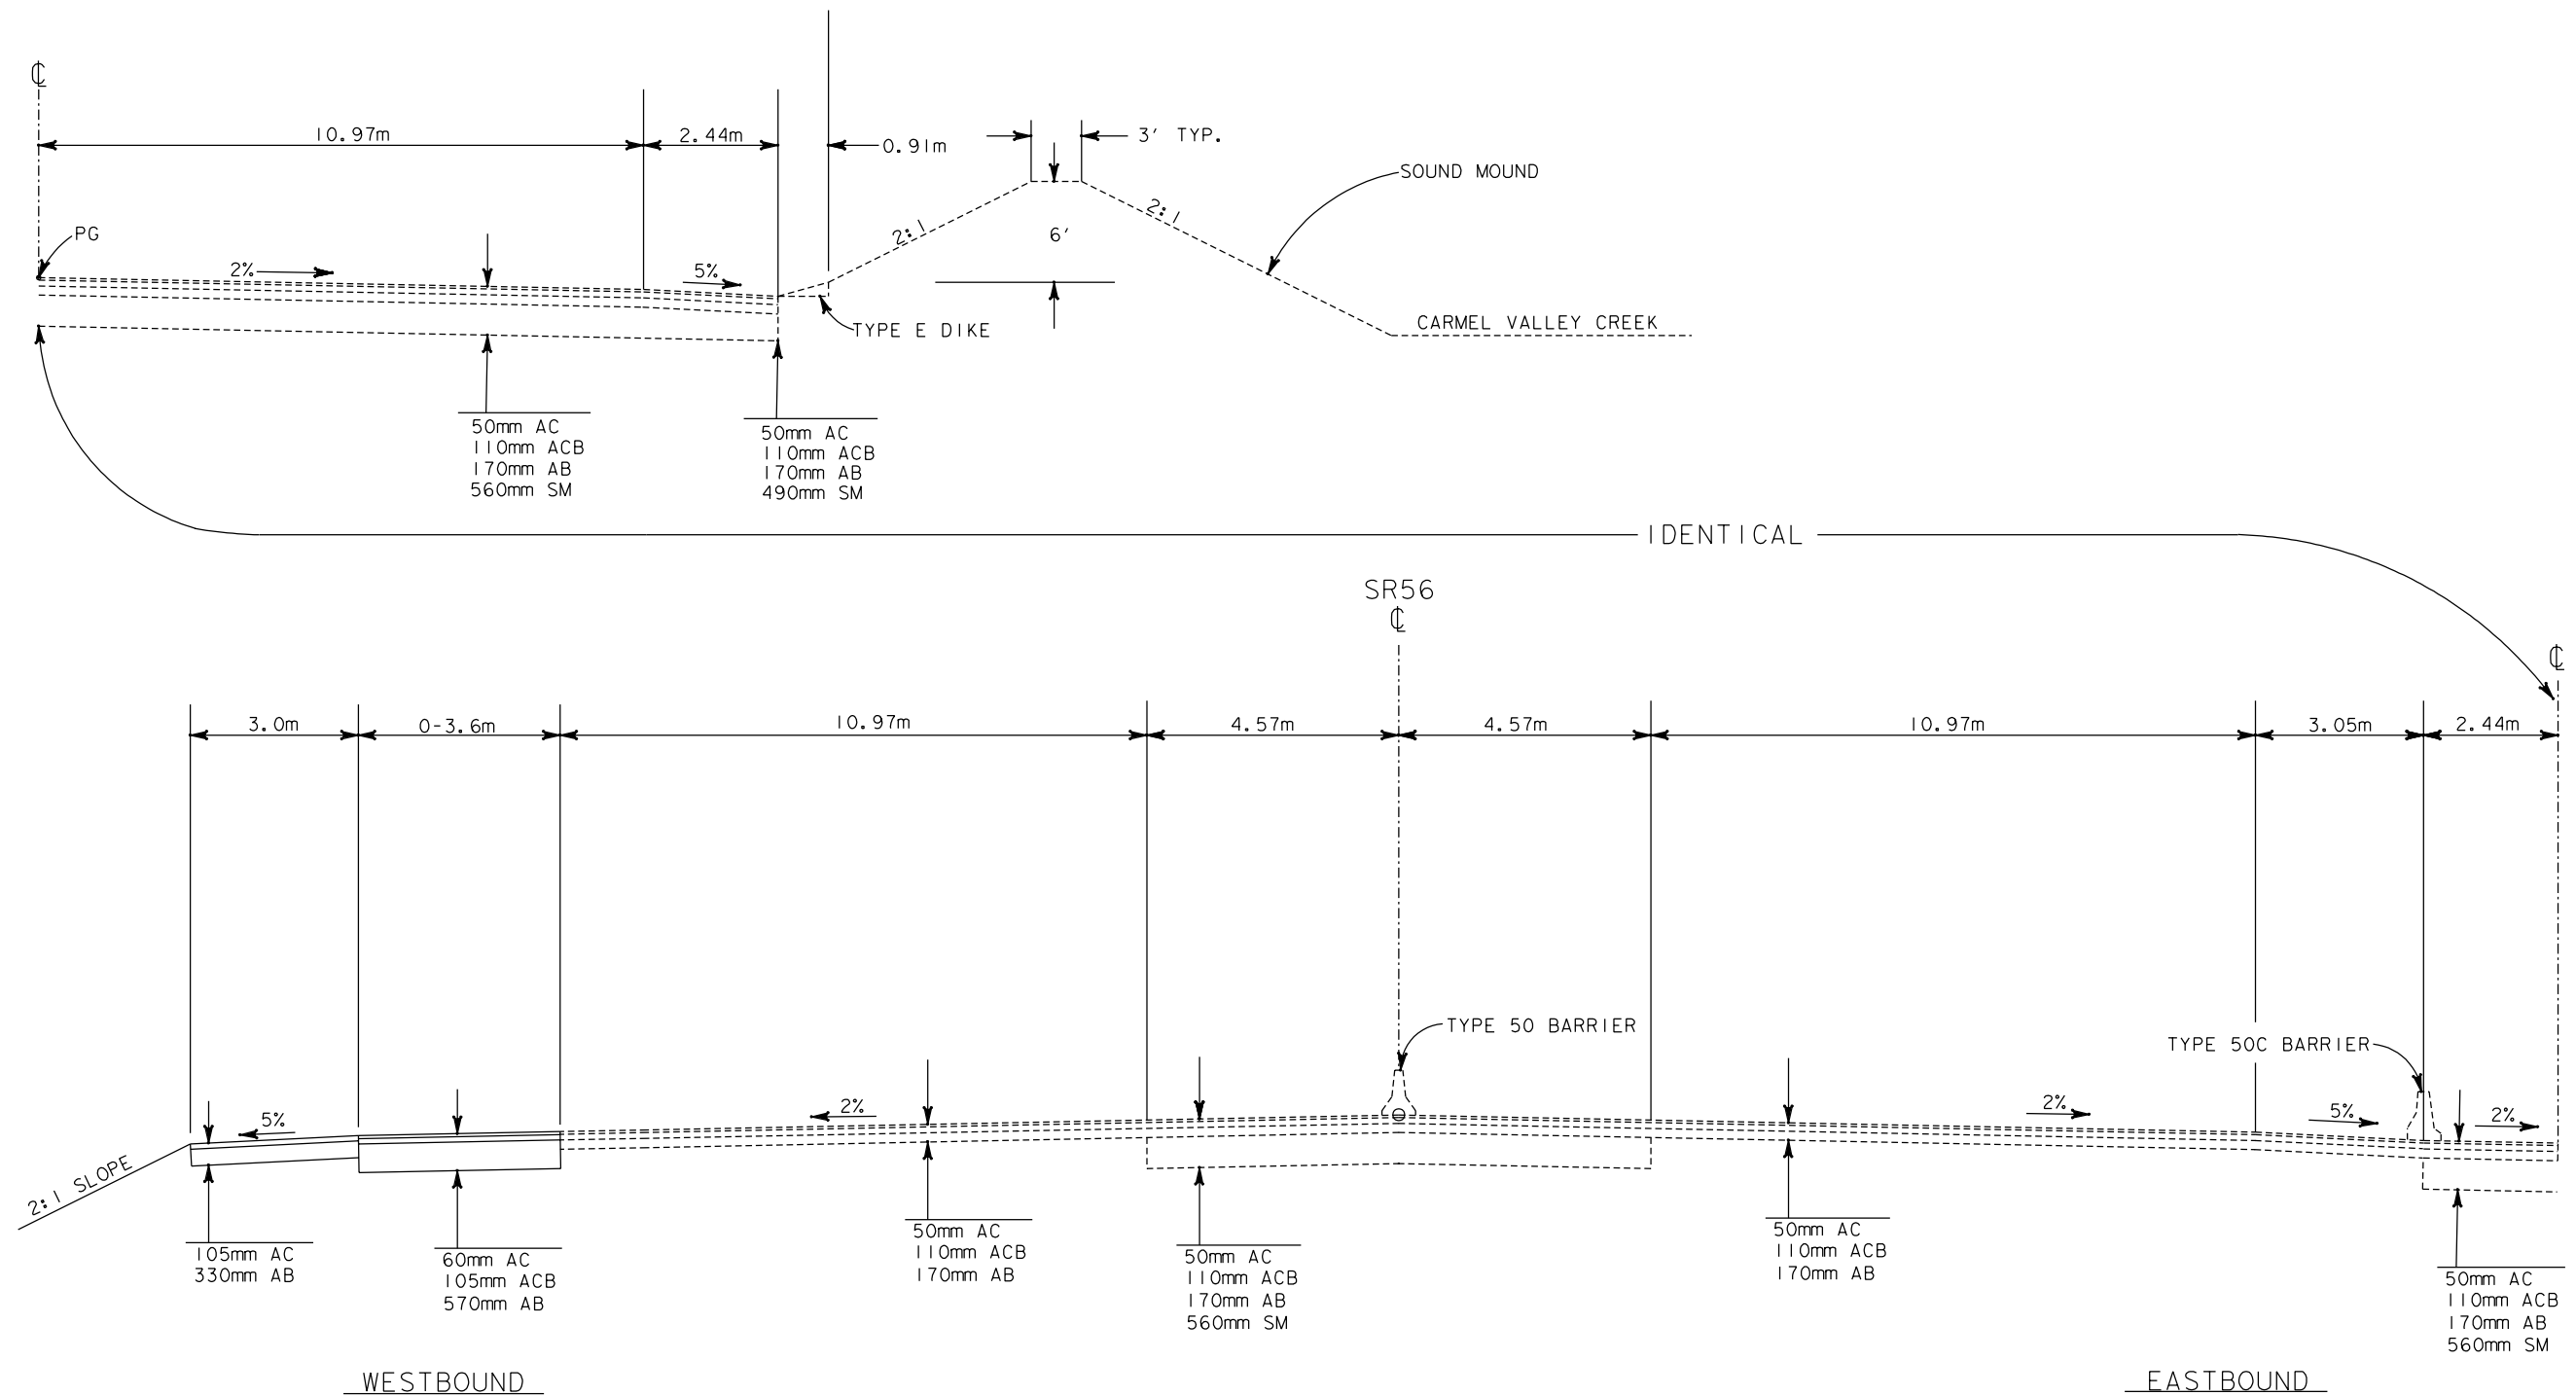 ℄
10.97m
2.44m
0.91m
3' TYP.
SOUND MOUND
PG
2%
5%
2:1
6'
2:1
TYPE E DIKE
CARMEL VALLEY CREEK
50mm AC
110mm ACB
170mm AB
560mm SM
50mm AC
110mm ACB
170mm AB
490mm SM
IDENTICAL
SR56
℄
℄
3.0m
0-3.6m
10.97m
4.57m
4.57m
10.97m
3.05m
2.44m
TYPE 50 BARRIER
TYPE 50C BARRIER
2:1 SLOPE
5%
2%
2%
5%
2%
105mm AC
330mm AB
60mm AC
105mm ACB
570mm AB
50mm AC
110mm ACB
170mm AB
50mm AC
110mm ACB
170mm AB
560mm SM
50mm AC
110mm ACB
170mm AB
50mm AC
110mm ACB
170mm AB
560mm SM
WESTBOUND
EASTBOUND